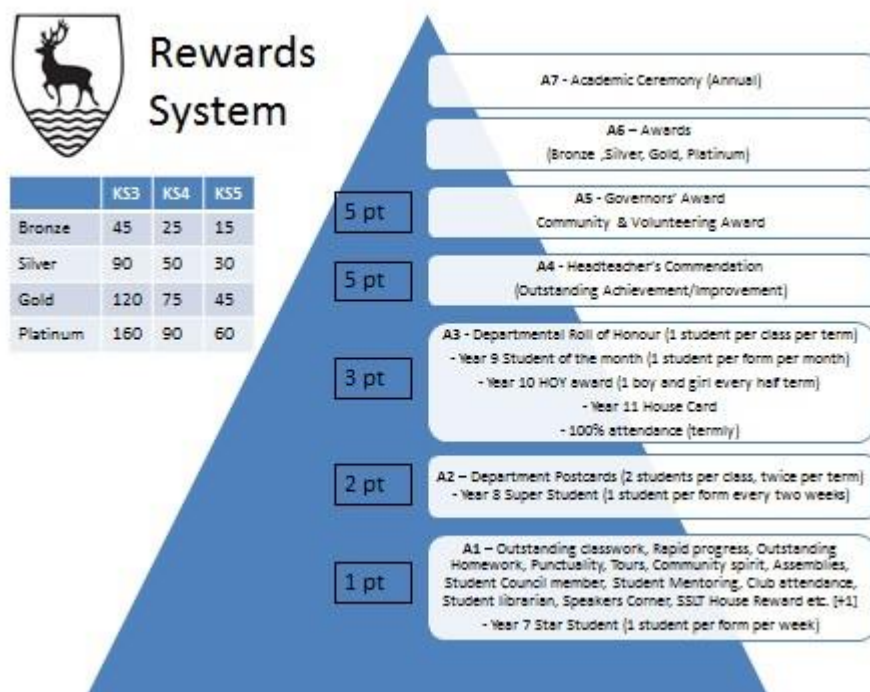 Rewards
System
KS3 KS4 KS5
Bronze 45 25 15
Silver 90 50 30
Gold 120 75 45
Platinum 160 90 60
A7 - Academic Ceremony (Annual)
A6 – Awards
(Bronze ,Silver, Gold, Platinum)
5 pt
A5 - Governors' Award
Community & Volunteering Award
5 pt
A4 - Headteacher's Commendation
(Outstanding Achievement/Improvement)
3 pt
A3 - Departmental Roll of Honour (1 student per class per term)
- Year 9 Student of the month (1 student per form per month)
- Year 10 HOY award (1 boy and girl every half term)
- Year 11 House Card
- 100% attendance (termly)
2 pt
A2 – Department Postcards (2 students per class, twice per term)
- Year 8 Super Student (1 student per form every two weeks)
1 pt
A1 – Outstanding classwork, Rapid progress, Outstanding
Homework, Punctuality, Tours, Community spirit, Assemblies,
Student Council member, Student Mentoring, Club attendance,
Student librarian, Speakers Corner, SSLT House Reward etc. [+1]
- Year 7 Star Student (1 student per form per week)